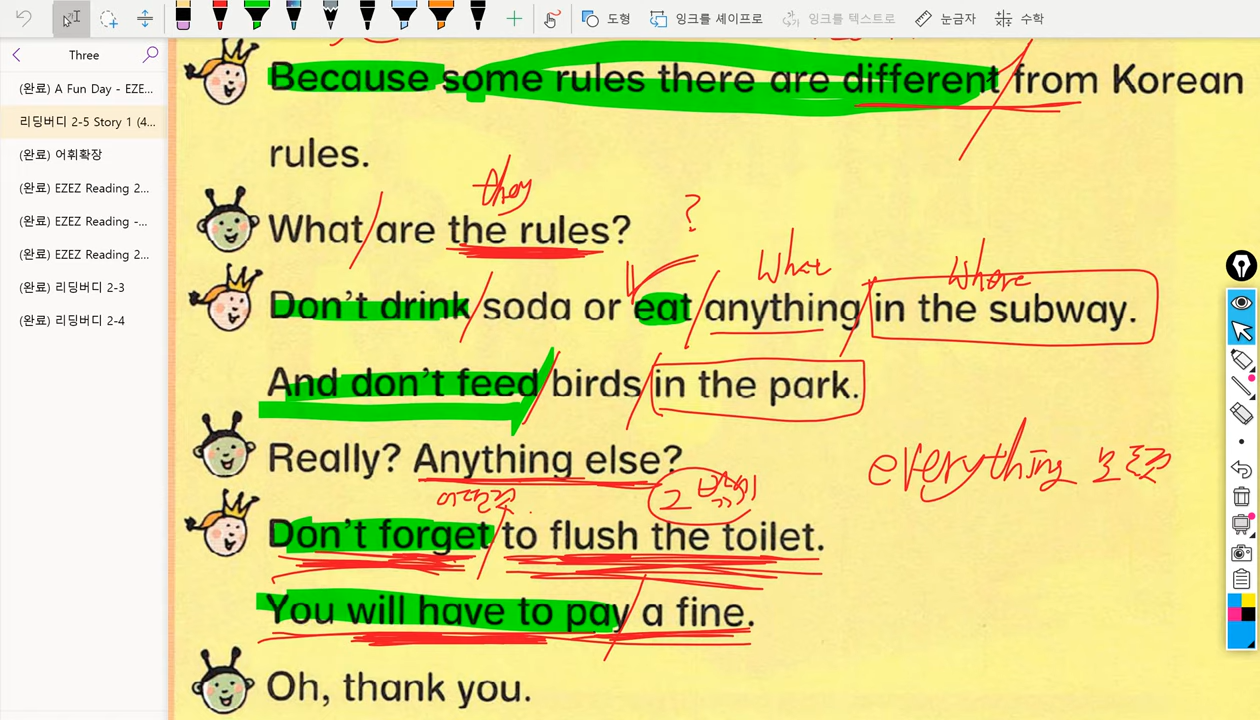 도형
잉크를 셰이프로
잉크를 텍스트로
눈금자
수학
Three
(완료) A Fun Day - EZE...
리딩버디 2-5 Story 1 (4...
(완료) 어휘확장
(완료) EZEZ Reading 2...
(완료) EZEZ Reading -...
(완료) EZEZ Reading 2...
(완료) 리딩버디 2-3
(완료) 리딩버디 2-4
Because some rules there are different from Korean
rules.
they
What are the rules?
?
what
where
Don't drink soda or eat anything in the subway.
And don't feed birds in the park.
Really? Anything else?
everything 모든
어떤것
그 밖에
Don't forget to flush the toilet.
You will have to pay a fine.
Oh, thank you.